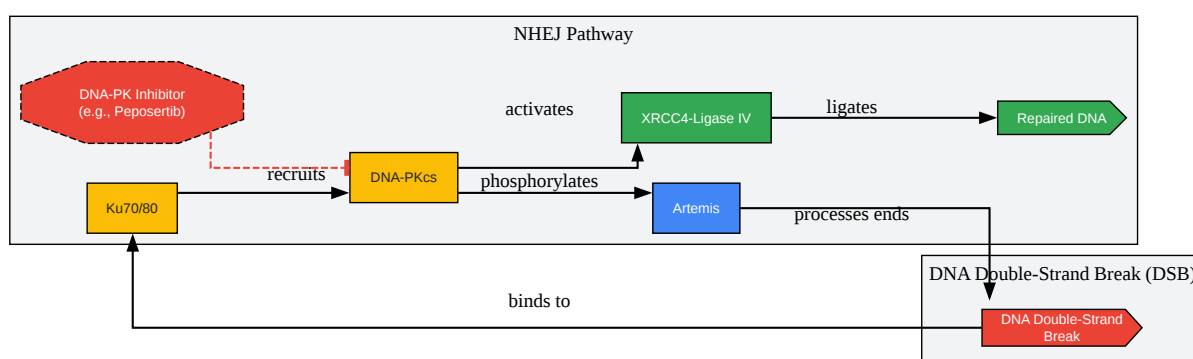 NHEJ Pathway
DNA-PK Inhibitor
(e.g., Peposertib)
activates
XRCC4-Ligase IV
ligates
Repaired DNA
recruits
DNA-PKcs
phosphorylates
Ku70/80
Artemis
processes ends
DNA Double-Strand Break (DSB)
binds to
DNA Double-Strand
Break